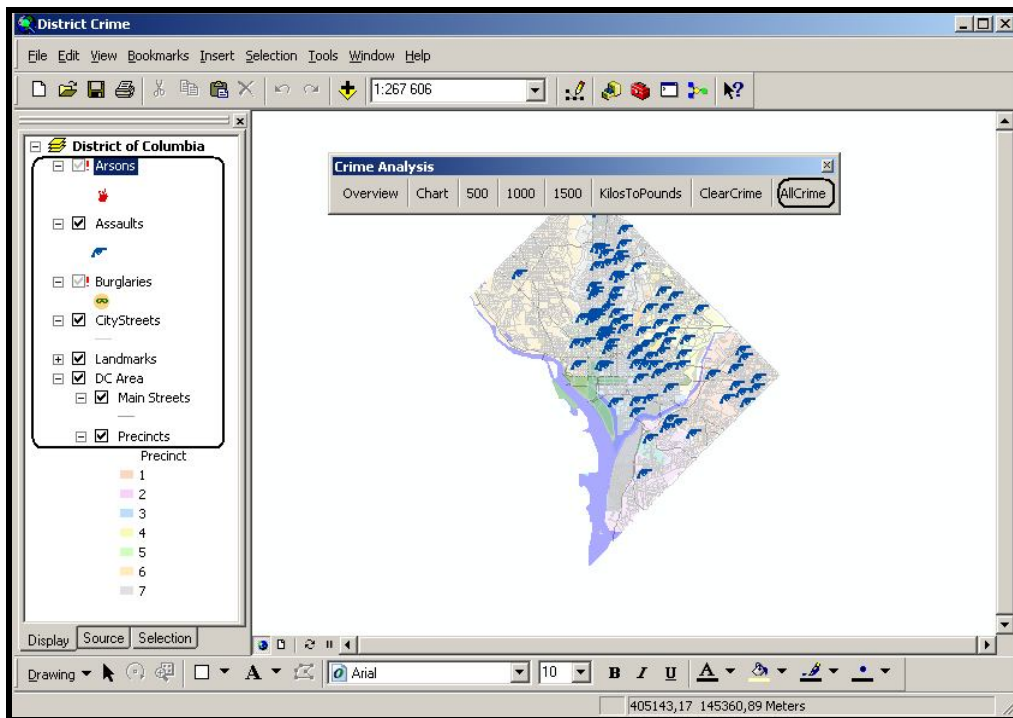 District Crime
File Edit View Bookmarks Insert Selection Tools Window Help
1:267 606
District of Columbia
Arsons
Assaults
Burglaries
CityStreets
Landmarks
DC Area
Main Streets
Precincts
Precinct
1
2
3
4
5
6
7
Display Source Selection
Crime Analysis
Overview Chart 500 1000 1500 KilosToPounds ClearCrime AllCrime
Drawing A Arial 10 B I U A
405143,17 145360,89 Meters